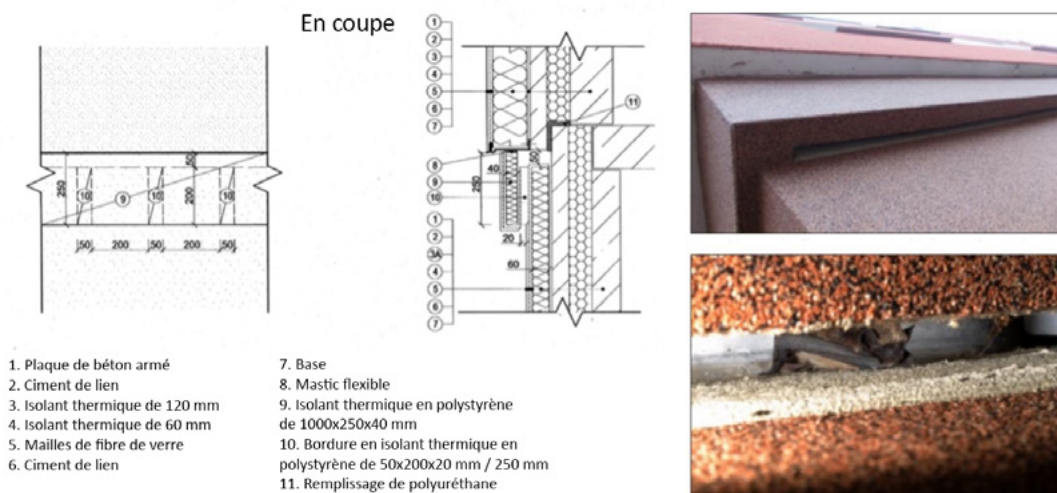 En coupe
250
10
9
10
10
50
200
50
200
50
200
50
1
2
3
4
5
6
7
11
8
9
10
250
40
50
20
60
1
2
3A
4
5
6
7
1. Plaque de béton armé
2. Ciment de lien
3. Isolant thermique de 120 mm
4. Isolant thermique de 60 mm
5. Mailles de fibre de verre
6. Ciment de lien
7. Base
8. Mastic flexible
9. Isolant thermique en polystyrène
de 1000x250x40 mm
10. Bordure en isolant thermique en
polystyrène de 50x200x20 mm / 250 mm
11. Remplissage de polyuréthane